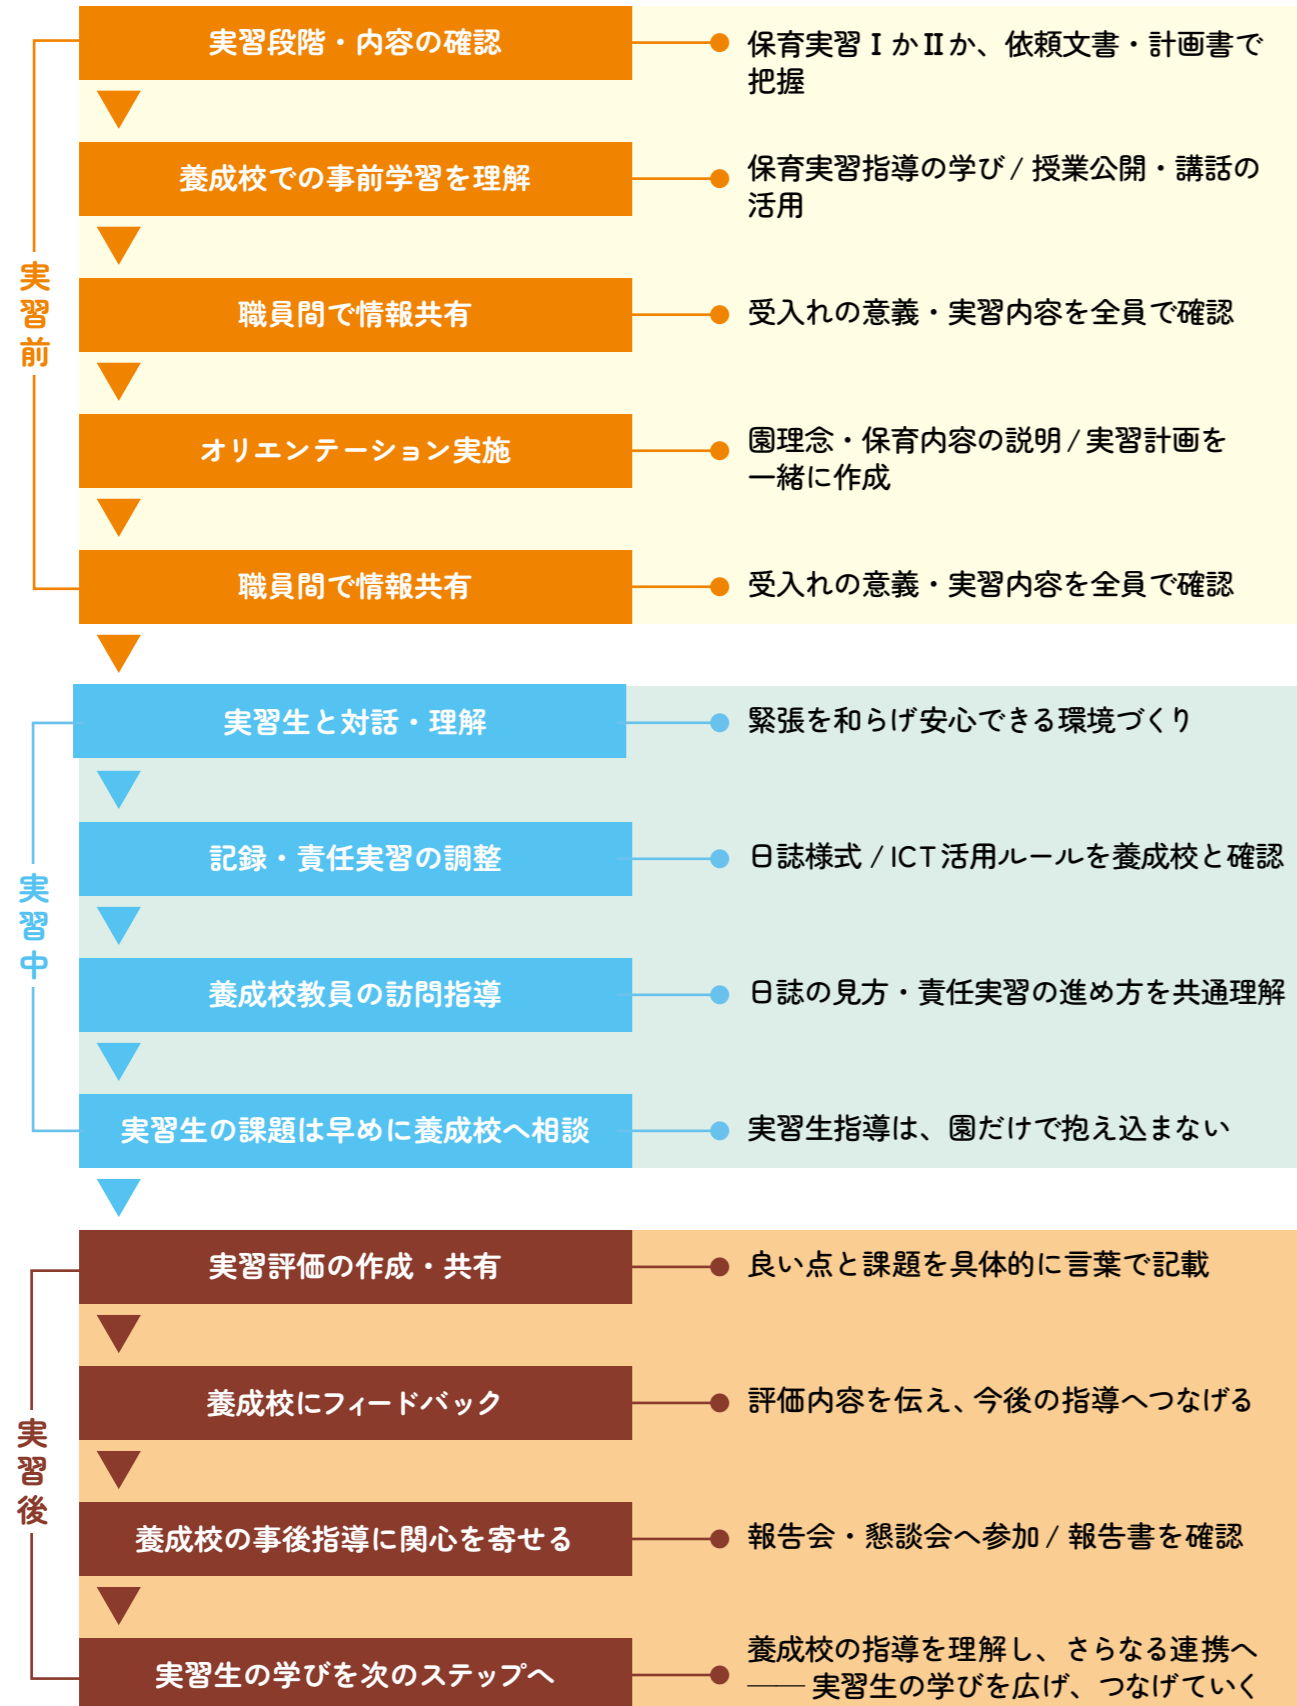 実習前
実習段階・内容の確認
保育実習ⅠかⅡか、依頼文書・計画書で
把握
養成校での事前学習を理解
保育実習指導の学び / 授業公開・講話の
活用
職員間で情報共有
受入れの意義・実習内容を全員で確認
オリエンテーション実施
園理念・保育内容の説明 / 実習計画を
一緒に作成
職員間で情報共有
受入れの意義・実習内容を全員で確認
実習中
実習生と対話・理解
緊張を和らげ安心できる環境づくり
記録・責任実習の調整
日誌様式 / ICT活用ルールを養成校と確認
養成校教員の訪問指導
日誌の見方・責任実習の進め方を共通理解
実習生の課題は早めに養成校へ相談
実習生指導は、園だけで抱え込まない
実習後
実習評価の作成・共有
良い点と課題を具体的に言葉で記載
養成校にフィードバック
評価内容を伝え、今後の指導へつなげる
養成校の事後指導に関心を寄せる
報告会・懇談会へ参加 / 報告書を確認
実習生の学びを次のステップへ
養成校の指導を理解し、さらなる連携へ
――実習生の学びを広げ、つなげていく